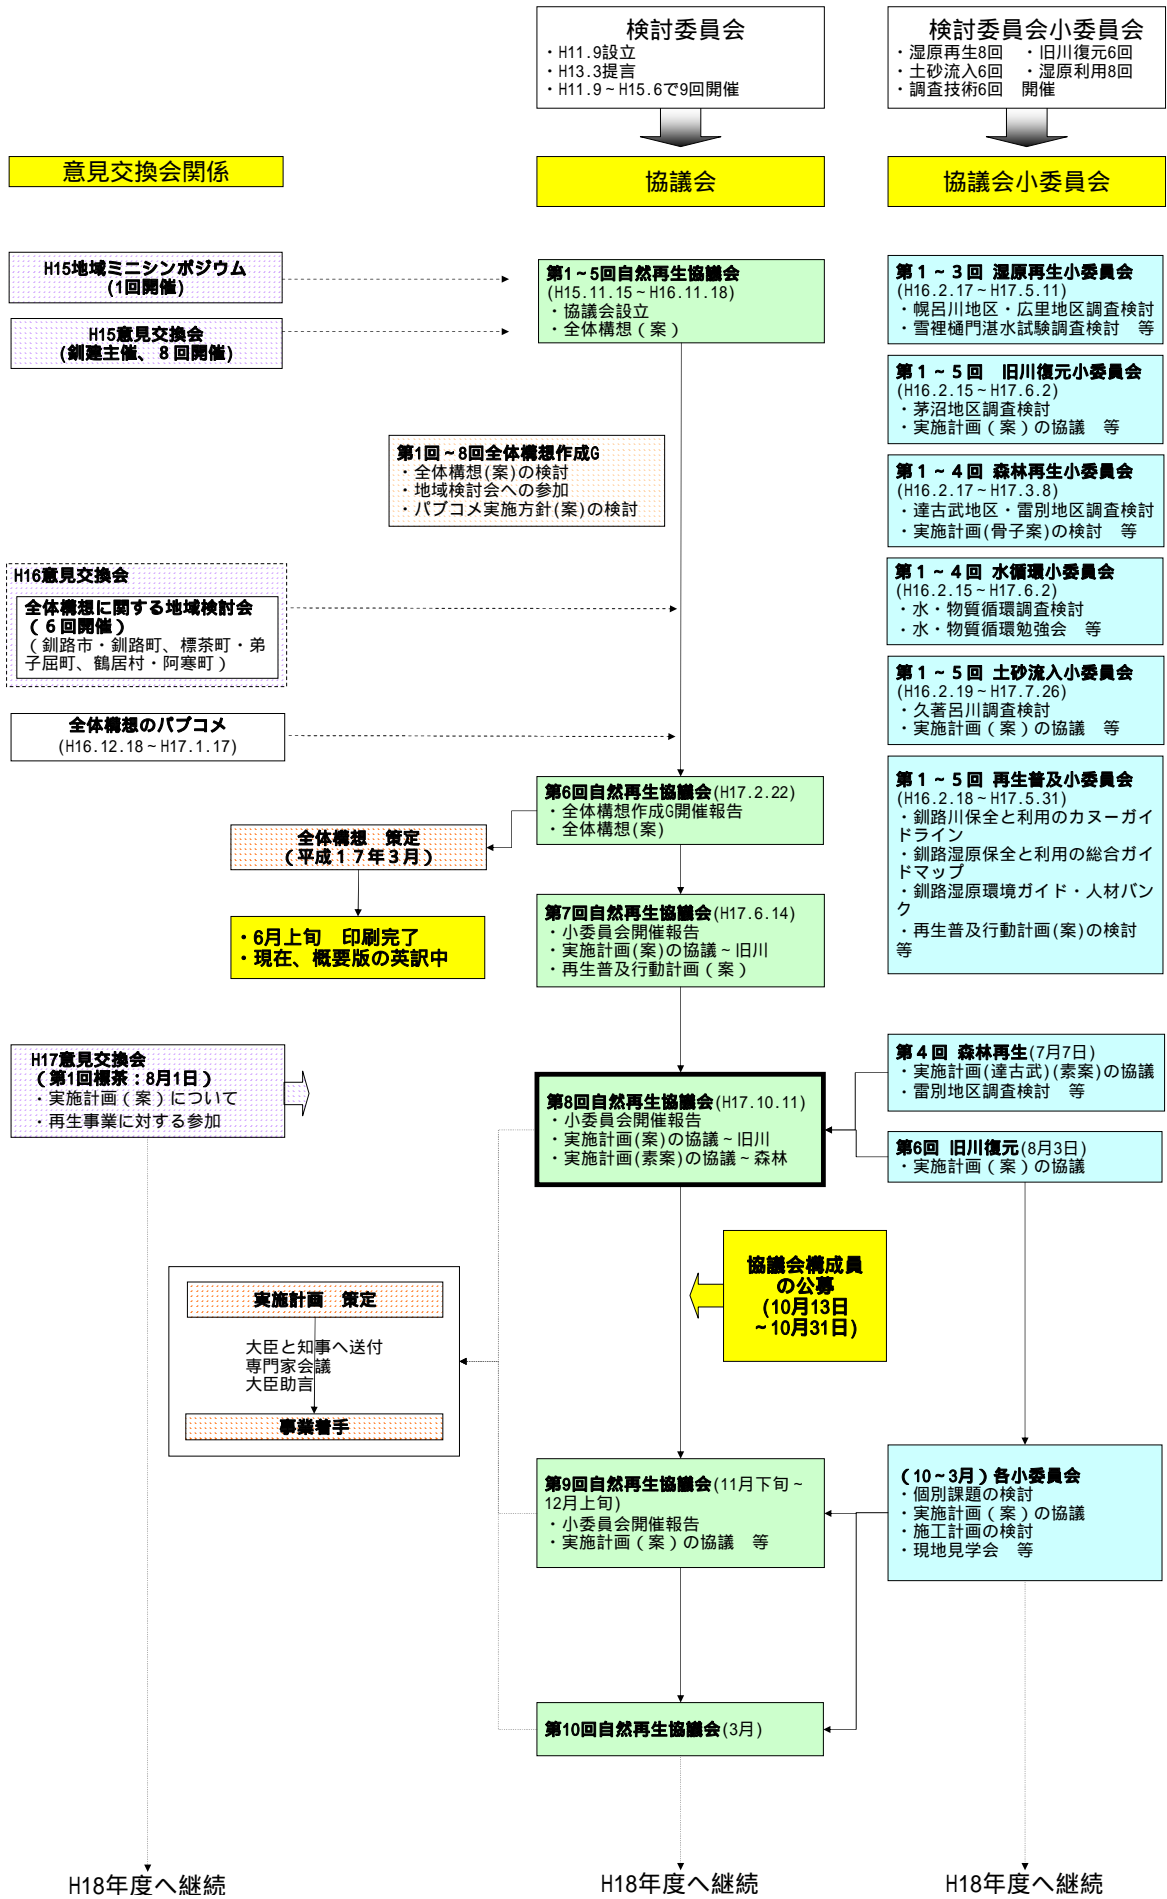 検討委員会
・H11.9設立
・H13.3提言
・H11.9～H15.6で9回開催
検討委員会小委員会
・湿原再生8回　・旧川復元6回
・土砂流入6回　・湿原利用8回
・調査技術6回　開催
意見交換会関係
協議会
協議会小委員会
H15地域ミニシンポジウム
(1回開催)
H15意見交換会
(釧建主催、８回開催)
第1～5回自然再生協議会
(H15.11.15～H16.11.18)
・協議会設立
・全体構想（案）
第１～３回 湿原再生小委員会
(H16.2.17～H17.5.11)
・幌呂川地区・広里地区調査検討
・雪裡樋門湛水試験調査検討　等
第１～５回　旧川復元小委員会
(H16.2.15～H17.6.2)
・茅沼地区調査検討
・実施計画（案）の協議　等
第1回～8回全体構想作成G
・全体構想(案)の検討
・地域検討会への参加
・パブコメ実施方針(案)の検討
第１～４回 森林再生小委員会
(H16.2.17～H17.3.8)
・達古武地区・雷別地区調査検討
・実施計画(骨子案)の検討　等
H16意見交換会
全体構想に関する地域検討会
（６回開催）
（釧路市・釧路町、標茶町・弟
子屈町、鶴居村・阿寒町）
第１～４回 水循環小委員会
(H16.2.15～H17.6.2)
・水・物質循環調査検討
・水・物質循環勉強会　等
第１～５回 土砂流入小委員会
(H16.2.19～H17.7.26)
・久著呂川調査検討
・実施計画（案）の協議　等
全体構想のパブコメ
(H16.12.18～H17.1.17)
第6回自然再生協議会(H17.2.22)
・全体構想作成G開催報告
・全体構想(案)
第１～５回 再生普及小委員会
(H16.2.18～H17.5.31)
・釧路川保全と利用のカヌーガイ
ドライン
・釧路湿原保全と利用の総合ガイ
ドマップ
・釧路湿原環境ガイド・人材バン
ク
・再生普及行動計画(案)の検討
等
全体構想　策定
（平成１７年３月）
・6月上旬　印刷完了
・現在、概要版の英訳中
第7回自然再生協議会(H17.6.14)
・小委員会開催報告
・実施計画(案)の協議～旧川
・再生普及行動計画（案）
H17意見交換会
（第1回標茶：8月1日）
・実施計画（案）について
・再生事業に対する参加
第8回自然再生協議会(H17.10.11)
・小委員会開催報告
・実施計画(案)の協議～旧川
・実施計画(素案)の協議～森林
第４回 森林再生(7月7日)
・実施計画(達古武)(素案)の協議
・雷別地区調査検討　等
第6回 旧川復元(8月3日)
・実施計画（案）の協議
協議会構成員
の公募
(10月13日
～10月31日)
実施計画　策定
大臣と知事へ送付
専門家会議
大臣助言
事業着手
第9回自然再生協議会(11月下旬～
12月上旬)
・小委員会開催報告
・実施計画（案）の協議　等
（10～3月）各小委員会
・個別課題の検討
・実施計画（案）の協議
・施工計画の検討
・現地見学会　等
第10回自然再生協議会(3月)
H18年度へ継続
H18年度へ継続
H18年度へ継続